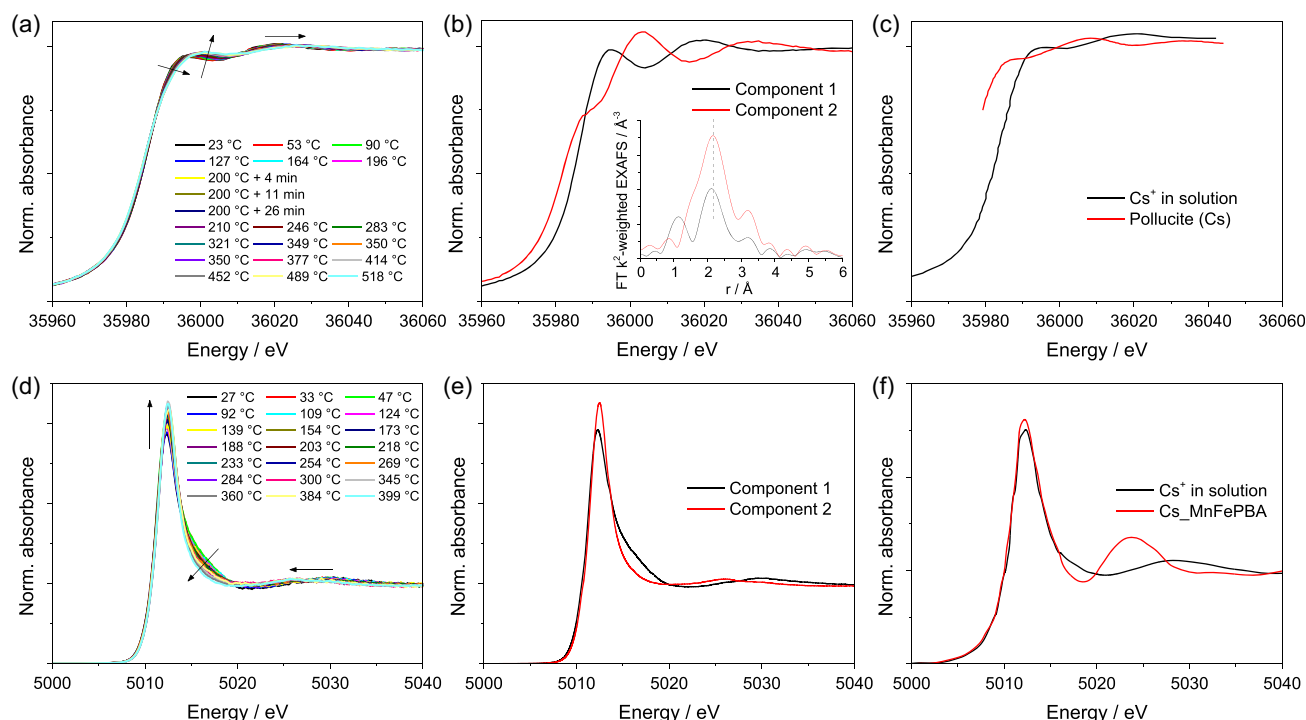 (a)
Norm. absorbance
23 °C 53 °C 90 °C
127 °C 164 °C 196 °C
200 °C + 4 min
200 °C + 11 min
200 °C + 26 min
210 °C 246 °C 283 °C
321 °C 349 °C 350 °C
350 °C 377 °C 414 °C
452 °C 489 °C 518 °C
35960 35980 36000 36020 36040 36060
Energy / eV
(b)
Norm. absorbance
Component 1
Component 2
FT k²-weighted EXAFS / Å⁻³
0 1 2 3 4 5 6
r / Å
35960 35980 36000 36020 36040 36060
Energy / eV
(c)
Norm. absorbance
Cs⁺ in solution
Pollucite (Cs)
35960 35980 36000 36020 36040 36060
Energy / eV
(d)
Norm. absorbance
27 °C 33 °C 47 °C
92 °C 109 °C 124 °C
139 °C 154 °C 173 °C
188 °C 203 °C 218 °C
233 °C 254 °C 269 °C
284 °C 300 °C 345 °C
360 °C 384 °C 399 °C
5000 5010 5020 5030 5040
Energy / eV
(e)
Norm. absorbance
Component 1
Component 2
5000 5010 5020 5030 5040
Energy / eV
(f)
Norm. absorbance
Cs⁺ in solution
Cs_MnFePBA
5000 5010 5020 5030 5040
Energy / eV